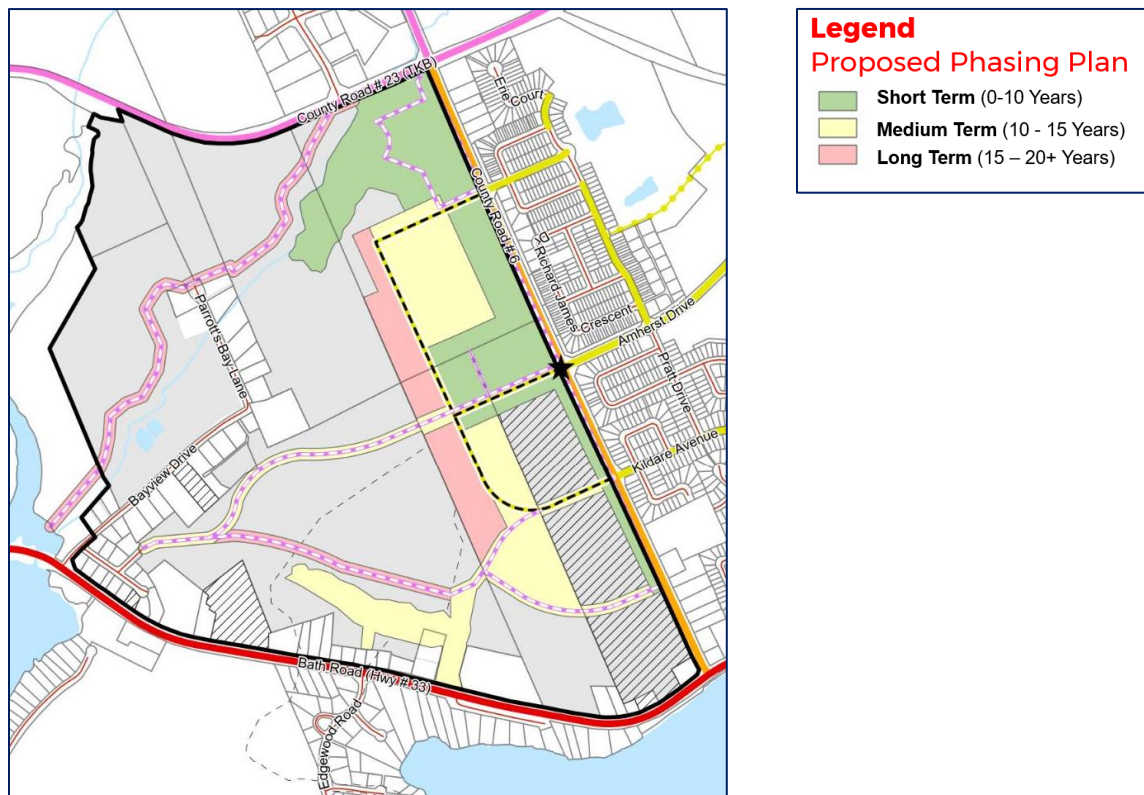 Legend
Proposed Phasing Plan
Short Term (0-10 Years)
Medium Term (10 - 15 Years)
Long Term (15 – 20+ Years)
County Road # 23 (TKB)
Erie Court
County Road # 6
Dr Richard James Crescent
Amherst Drive
Pratt Drive
Parrott's Bay Lane
Kildare Avenue
Bayview Drive
Bath Road (Hwy # 33)
Edgewood Road